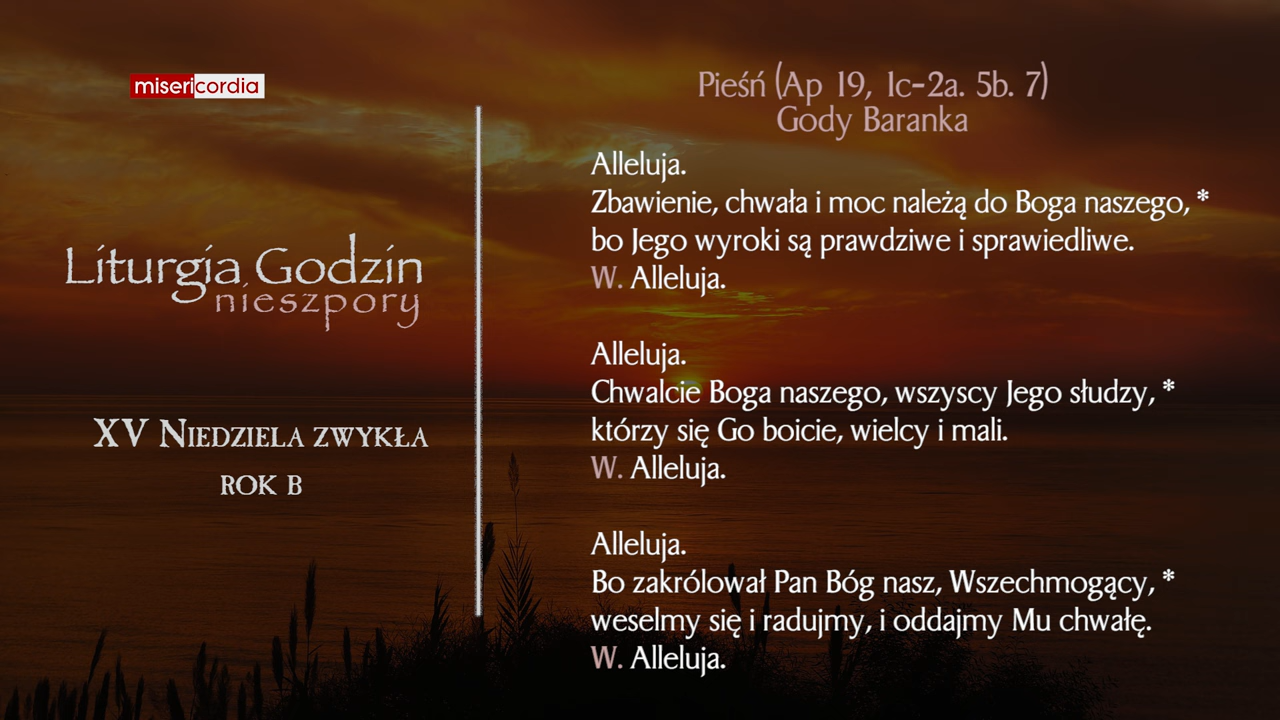 misericordia
Liturgia Godzin
nieszpory
XV Niedziela zwykła
rok B
Pieśń (Ap 19, 1c-2a. 5b. 7)
Gody Baranka
Alleluja.
Zbawienie, chwała i moc należą do Boga naszego, *
bo Jego wyroki są prawdziwe i sprawiedliwe.
W. Alleluja.
Alleluja.
Chwalcie Boga naszego, wszyscy Jego słudzy, *
którzy się Go boicie, wielcy i mali.
W. Alleluja.
Alleluja.
Bo zakrólował Pan Bóg nasz, Wszechmogący, *
weselmy się i radujmy, i oddajmy Mu chwałę.
W. Alleluja.